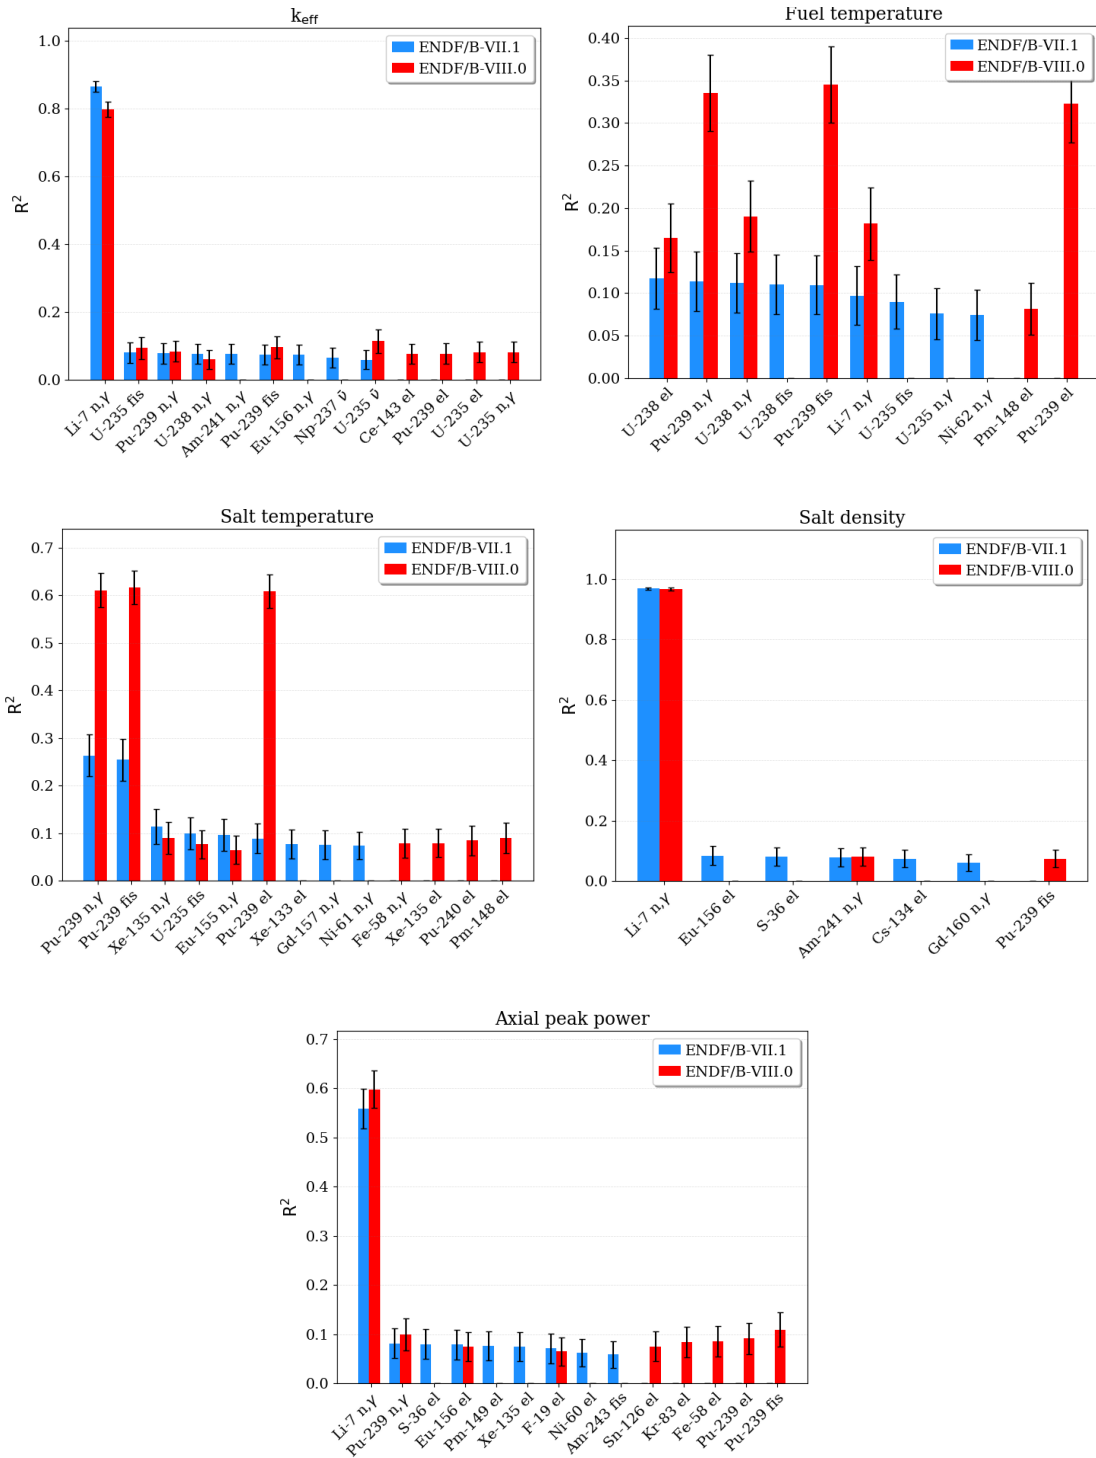 k_eff
R²
1.0
0.8
0.6
0.4
0.2
0.0
ENDF/B-VII.1
ENDF/B-VIII.0
Li-7 n,γ
U-235 fis
Pu-239 n,γ
U-238 n,γ
Am-241 n,γ
Pu-239 fis
Eu-156 n,γ
Np-237 ν̄
U-235 ν̄
Ce-143 el
Pu-239 el
U-235 el
U-235 n,γ
Fuel temperature
R²
0.40
0.35
0.30
0.25
0.20
0.15
0.10
0.05
0.00
ENDF/B-VII.1
ENDF/B-VIII.0
U-238 el
Pu-239 n,γ
U-238 n,γ
U-238 fis
Pu-239 fis
Li-7 n,γ
U-235 fis
U-235 n,γ
Ni-62 n,γ
Pm-148 el
Pu-239 el
Salt temperature
R²
0.7
0.6
0.5
0.4
0.3
0.2
0.1
0.0
ENDF/B-VII.1
ENDF/B-VIII.0
Pu-239 n,γ
Pu-239 fis
Xe-135 n,γ
U-235 fis
Eu-155 n,γ
Pu-239 el
Xe-133 el
Gd-157 n,γ
Ni-61 n,γ
Fe-58 n,γ
Xe-135 el
Pu-240 el
Pm-148 el
Salt density
R²
1.0
0.8
0.6
0.4
0.2
0.0
ENDF/B-VII.1
ENDF/B-VIII.0
Li-7 n,γ
Eu-156 el
S-36 el
Am-241 n,γ
Cs-134 el
Gd-160 n,γ
Pu-239 fis
Axial peak power
R²
0.7
0.6
0.5
0.4
0.3
0.2
0.1
0.0
ENDF/B-VII.1
ENDF/B-VIII.0
Li-7 n,γ
Pu-239 n,γ
S-36 el
Eu-156 el
Pm-149 el
Xe-135 el
F-19 el
Ni-60 el
Am-243 fis
Sn-126 el
Kr-83 el
Fe-58 el
Pu-239 el
Pu-239 fis